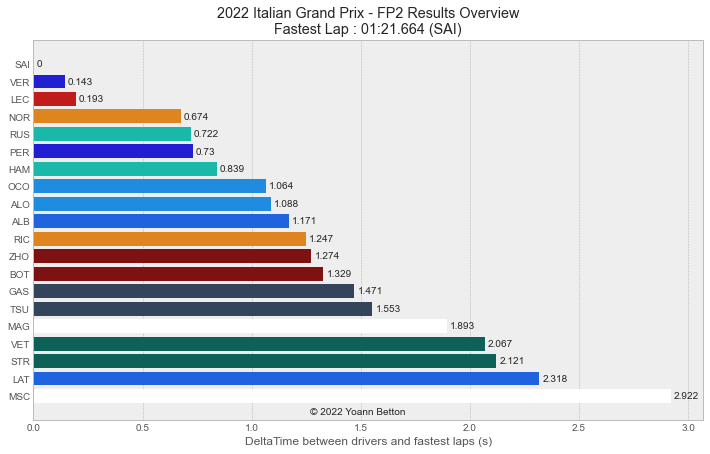 2022 Italian Grand Prix - FP2 Results Overview
Fastest Lap : 01:21.664 (SAI)
SAI 0
VER 0.143
LEC 0.193
NOR 0.674
RUS 0.722
PER 0.73
HAM 0.839
OCO 1.064
ALO 1.088
ALB 1.171
RIC 1.247
ZHO 1.274
BOT 1.329
GAS 1.471
TSU 1.553
MAG 1.893
VET 2.067
STR 2.121
LAT 2.318
MSC 2.922
© 2022 Yoann Betton
0.0 0.5 1.0 1.5 2.0 2.5 3.0
DeltaTime between drivers and fastest laps (s)